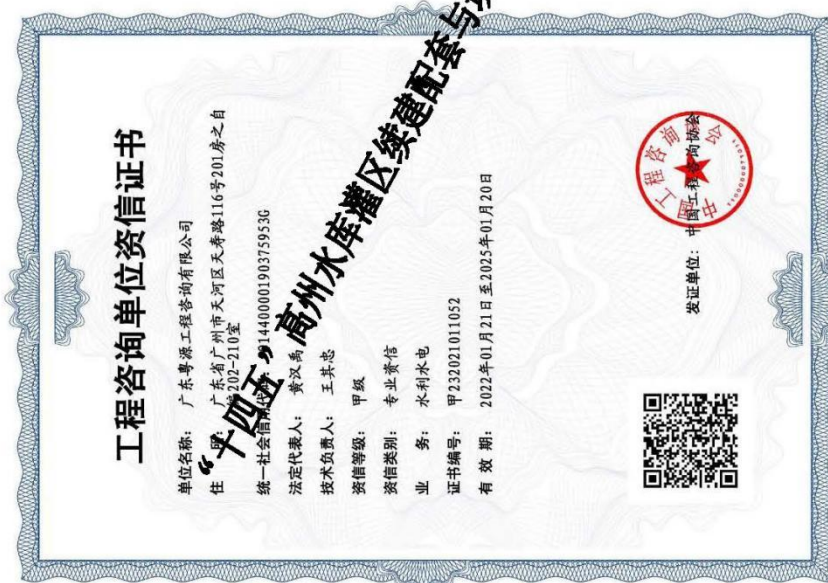 工程咨询单位资信证书
单位名称： 广东粤源工程咨询有限公司
住 所： 广东省广州市天河区天寿路116号201房之自
编202-210室
统一社会信用代码： 91440000190375953G
法定代表人： 黄汉禹
技术负责人： 王其忠
资信等级： 甲级
资信类别： 专业资信
业 务： 水利水电
证书编号： 甲232021011052
有 效 期： 2022年01月21日至2025年01月20日
发证单位： 中国工程咨询协会
中国工程咨询协会
“十四五”高州水库灌区续建配套与